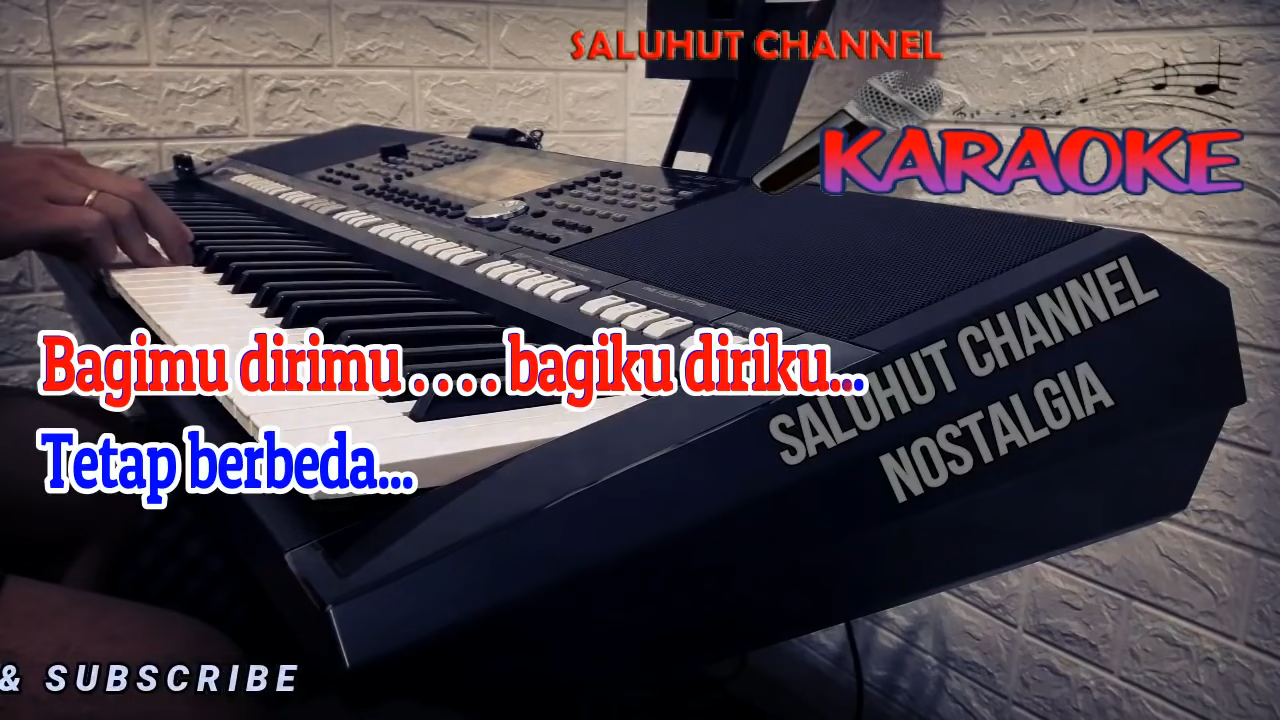 SALUHUT CHANNEL
KARAOKE
SALUHUT CHANNEL
NOSTALGIA
Bagimu dirimu . . . . bagiku diriku...
Tetap berbeda...
& SUBSCRIBE